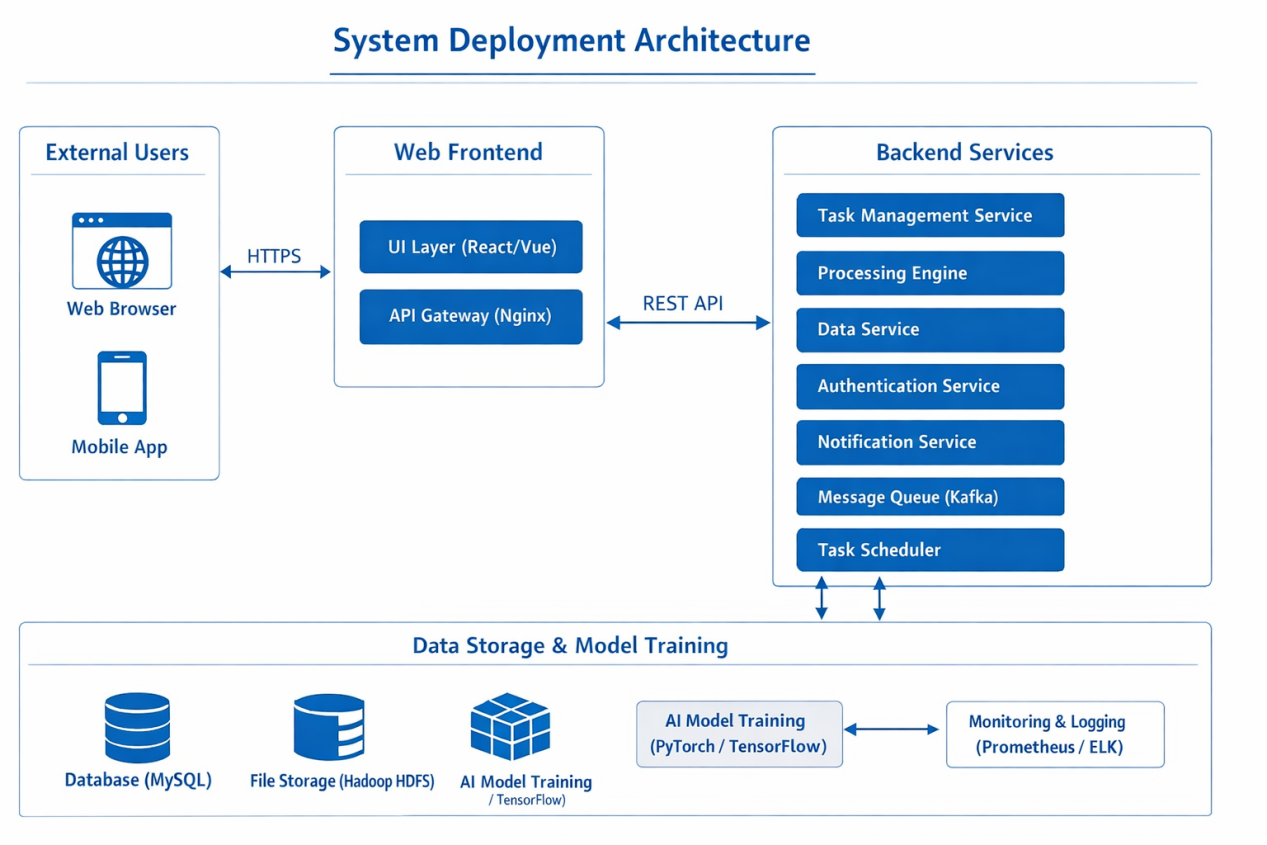 System Deployment Architecture
External Users
Web Browser
Mobile App
HTTPS
Web Frontend
UI Layer (React/Vue)
API Gateway (Nginx)
REST API
Backend Services
Task Management Service
Processing Engine
Data Service
Authentication Service
Notification Service
Message Queue (Kafka)
Task Scheduler
Data Storage & Model Training
Database (MySQL)
File Storage (Hadoop HDFS)
AI Model Training
/ TensorFlow)
AI Model Training
(PyTorch / TensorFlow)
Monitoring & Logging
(Prometheus / ELK)